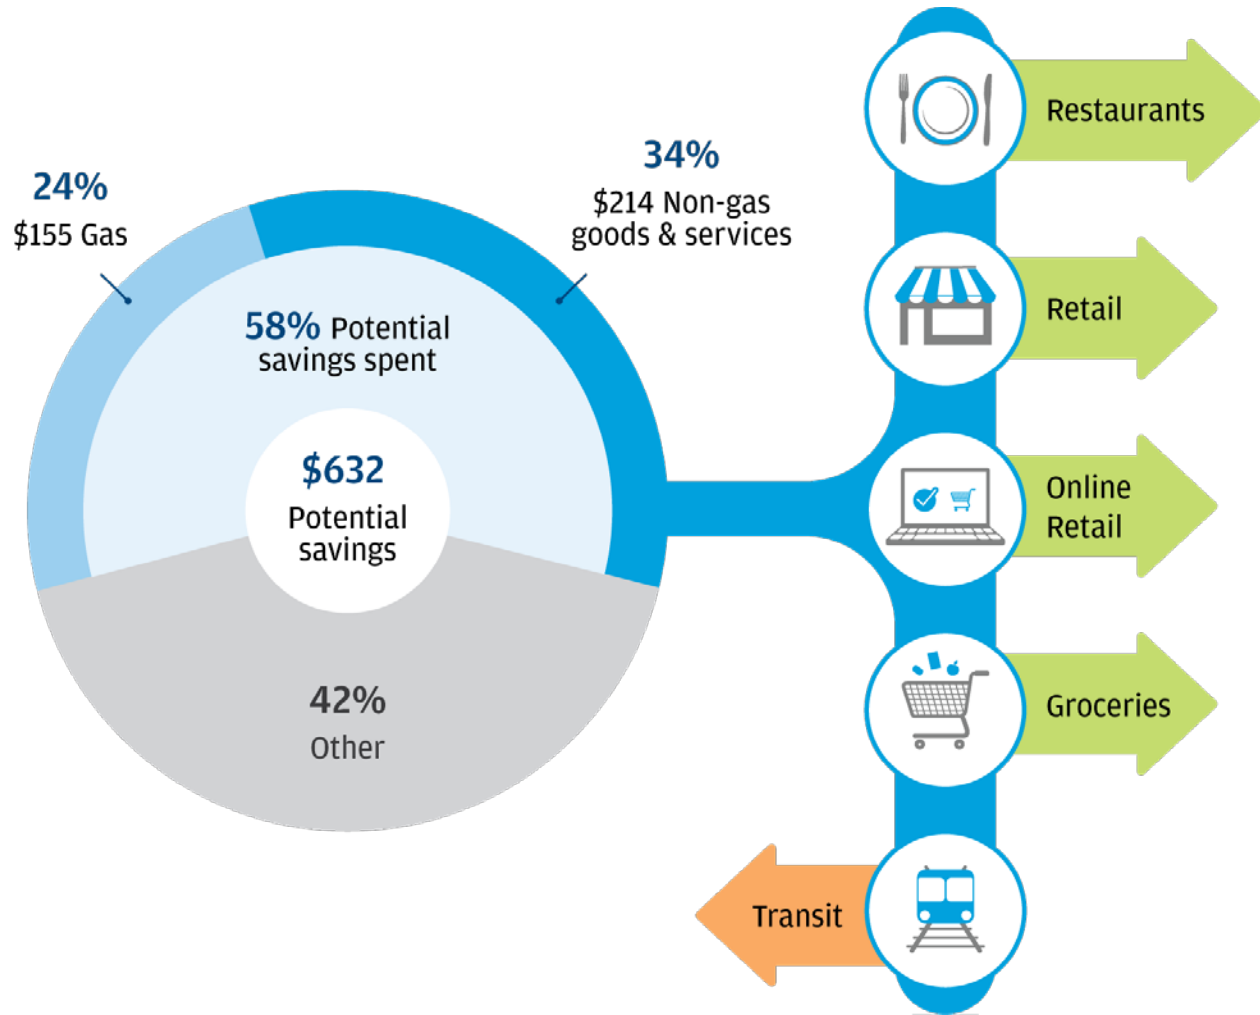 24%
$155 Gas
34%
$214 Non-gas
goods & services
58% Potential
savings spent
$632
Potential
savings
42%
Other
Restaurants
Retail
Online
Retail
Groceries
Transit